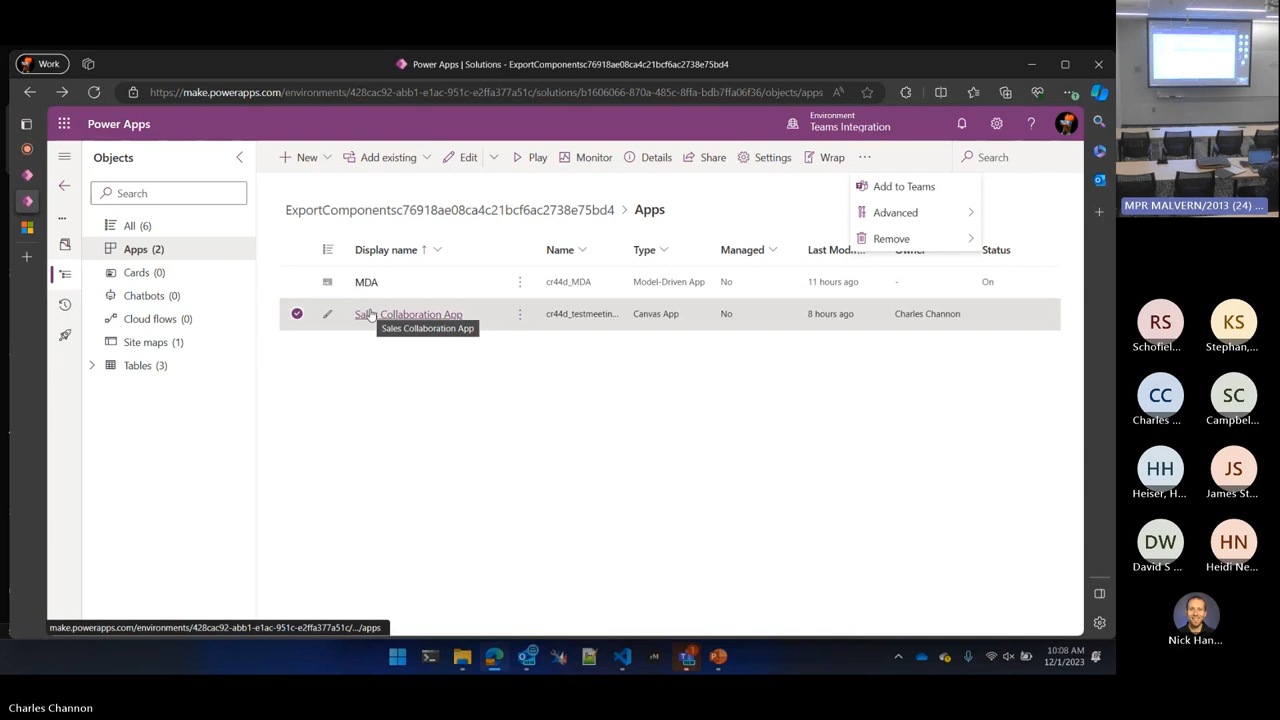 Work
Power Apps | Solutions - ExportComponentsc76918ae08ca4c21bcf6ac2738e75bd4
https://make.powerapps.com/environments/428cac92-abb1-e1ac-951c-e2ffa377a51c/solutions/b1606066-870a-485c-8ffa-bdb7ffa06f36/objects/apps
Power Apps
Environment
Teams Integration
Objects
New
Add existing
Edit
Play
Monitor
Details
Share
Settings
Wrap
Search
Search
Add to Teams
Advanced
Remove
ExportComponentsc76918ae08ca4c21bcf6ac2738e75bd4 > Apps
All (6)
Apps (2)
Cards (0)
Chatbots (0)
Cloud flows (0)
Site maps (1)
Tables (3)
Display name ↑ Name Type Managed Last Modi... Owner Status
MDA cr44d_MDA Model-Driven App No 11 hours ago - On
Sales Collaboration App cr44d_testmeetin... Canvas App No 8 hours ago Charles Channon
Sales Collaboration App
make.powerapps.com/environments/428cac92-abb1-e1ac-951c-e2ffa377a51c/.../apps
10:08 AM
12/1/2023
MPR MALVERN/2013 (24) ...
RS
Schofiel...
KS
Stephan,...
CC
Charles ...
SC
Campbel...
HH
Heiser, H...
JS
James St...
DW
David S ...
HN
Heidi Ne...
Nick Han...
Charles Channon